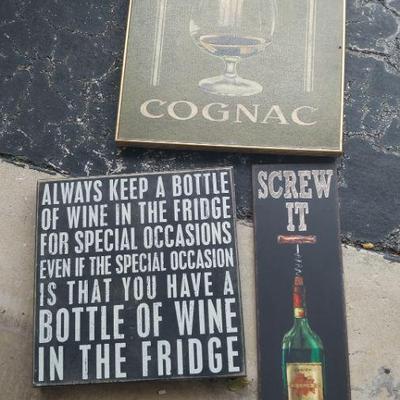 COGNAC
ALWAYS KEEP A BOTTLE
OF WINE IN THE FRIDGE
FOR SPECIAL OCCASIONS
EVEN IF THE SPECIAL OCCASION
IS THAT YOU HAVE A
BOTTLE OF WINE
IN THE FRIDGE
SCREW
IT